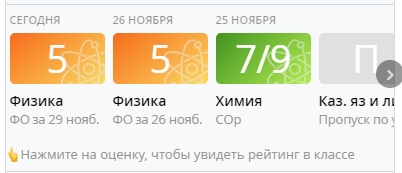 СЕГОДНЯ 26 НОЯБРЯ 25 НОЯБРЯ
5 5 7/9 П
Физика Физика Химия Каз. яз и ли
ФО за 29 нояб. ФО за 26 нояб. СОр Пропуск по у
👆Нажмите на оценку, чтобы увидеть рейтинг в классе